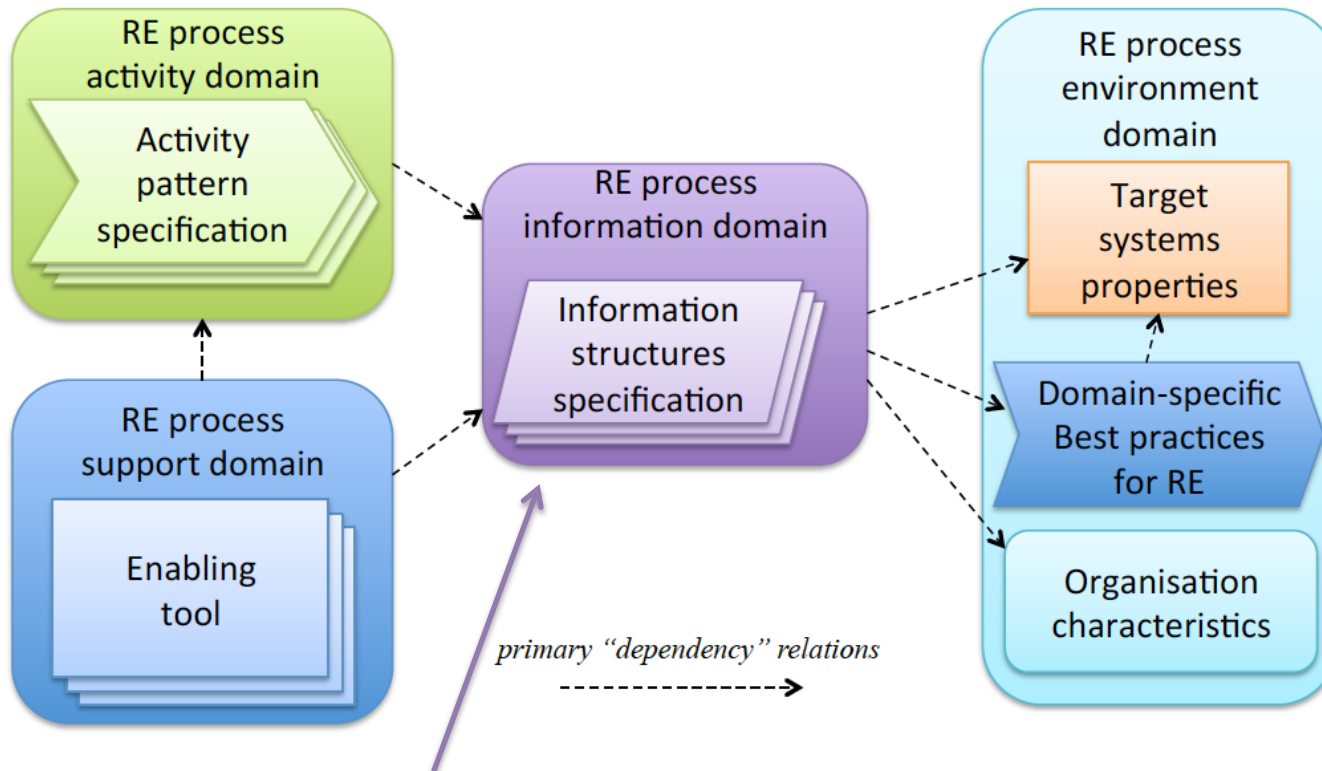 RE process
activity domain
Activity
pattern
specification
RE process
support domain
Enabling
tool
RE process
information domain
Information
structures
specification
primary “dependency” relations
RE process
environment
domain
Target
systems
properties
Domain-specific
Best practices
for RE
Organisation
characteristics